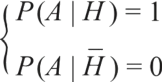 P(A | H) = 1
P(A | H̅) = 0